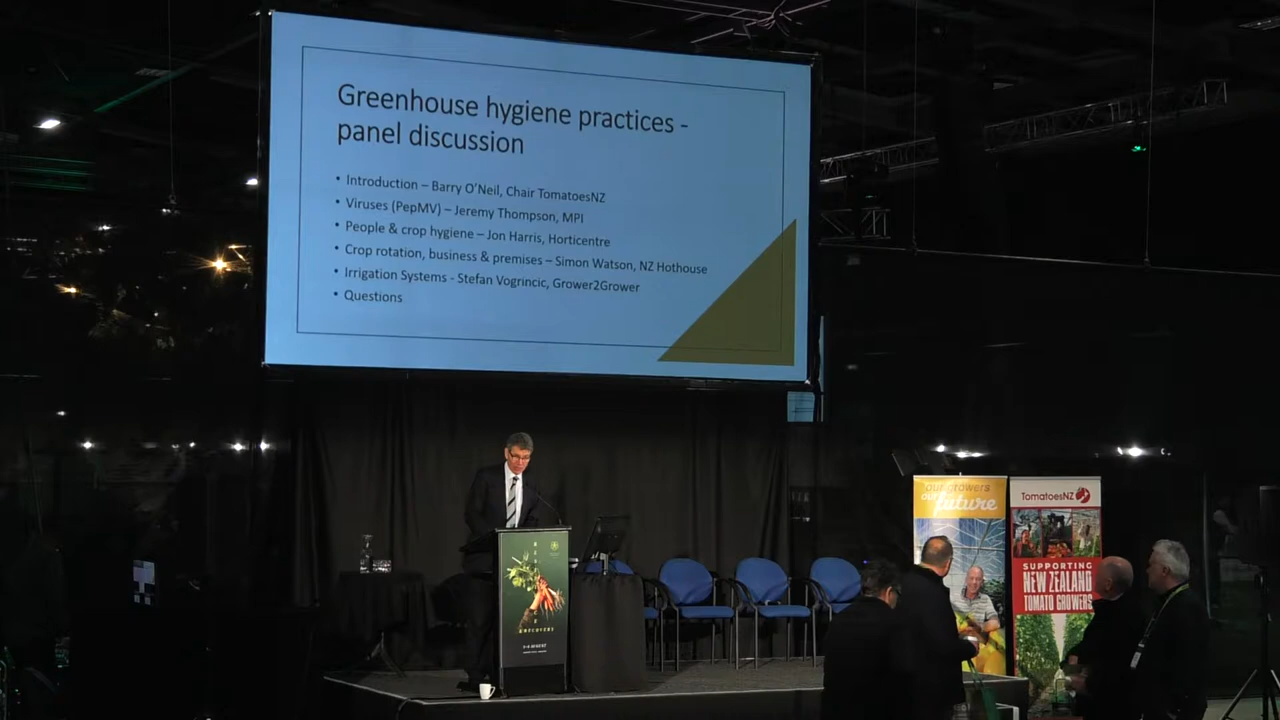 Greenhouse hygiene practices -
panel discussion
• Introduction – Barry O'Neil, Chair TomatoesNZ
• Viruses (PepMV) – Jeremy Thompson, MPI
• People & crop hygiene – Jon Harris, Horticentre
• Crop rotation, business & premises – Simon Watson, NZ Hothouse
• Irrigation Systems - Stefan Vogrincic, Grower2Grower
• Questions
our growers
our future
TomatoesNZ
SUPPORTING
NEW ZEALAND
TOMATO GROWERS